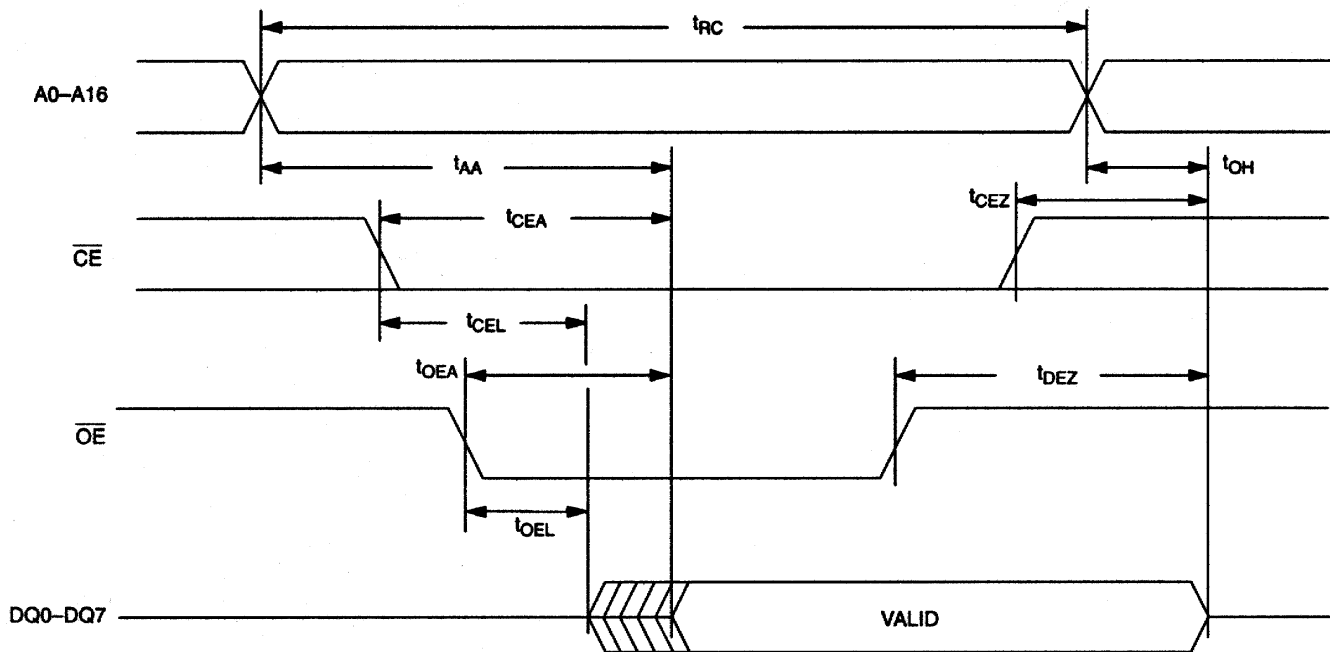 tRC
A0–A16
tAA
tOH
tCEZ
tCEA
CE
tCEL
tOEA
tDEZ
OE
tOEL
DQ0–DQ7
VALID